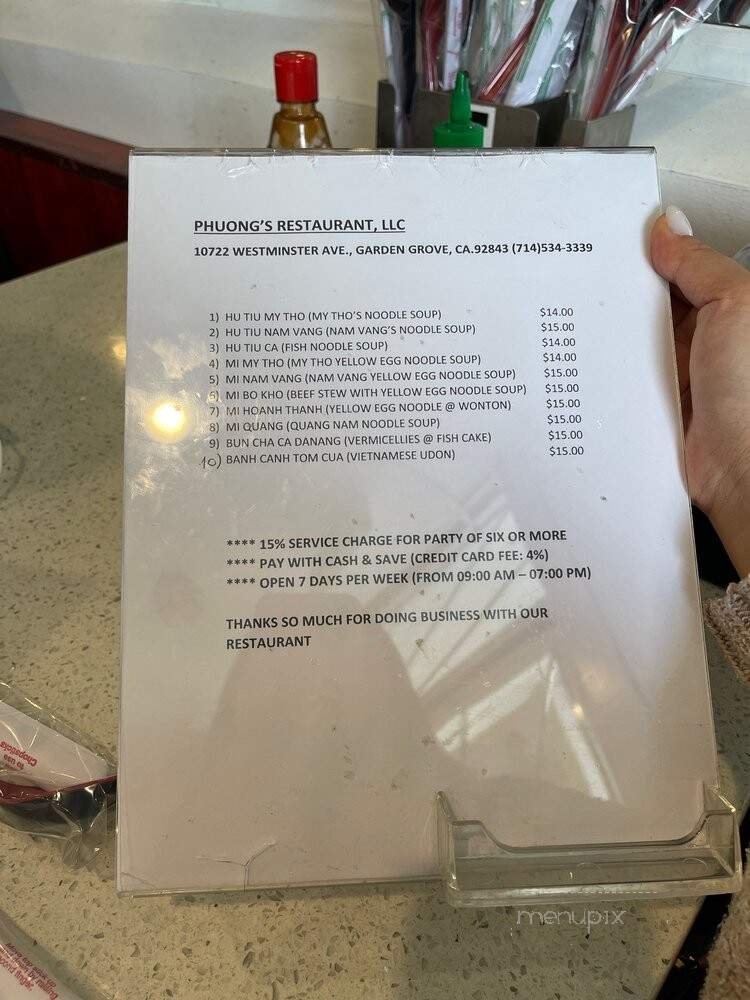 PHUONG'S RESTAURANT, LLC
10722 WESTMINSTER AVE., GARDEN GROVE, CA.92843 (714)534-3339
1) HU TIU MY THO (MY THO'S NOODLE SOUP) $14.00
2) HU TIU NAM VANG (NAM VANG'S NOODLE SOUP) $15.00
3) HU TIU CA (FISH NOODLE SOUP) $14.00
4) MI MY THO (MY THO YELLOW EGG NOODLE SOUP) $14.00
5) MI NAM VANG (NAM VANG YELLOW EGG NOODLE SOUP) $15.00
6) MI BO KHO (BEEF STEW WITH YELLOW EGG NOODLE SOUP) $15.00
7) MI HOANH THANH (YELLOW EGG NOODLE @ WONTON) $15.00
8) MI QUANG (QUANG NAM NOODLE SOUP) $15.00
9) BUN CHA CA DANANG (VERMICELLIES @ FISH CAKE) $15.00
10) BANH CANH TOM CUA (VIETNAMESE UDON) $15.00
**** 15% SERVICE CHARGE FOR PARTY OF SIX OR MORE
**** PAY WITH CASH & SAVE (CREDIT CARD FEE: 4%)
**** OPEN 7 DAYS PER WEEK (FROM 09:00 AM – 07:00 PM)
THANKS SO MUCH FOR DOING BUSINESS WITH OUR
RESTAURANT
to use
Chopsticks
menupix